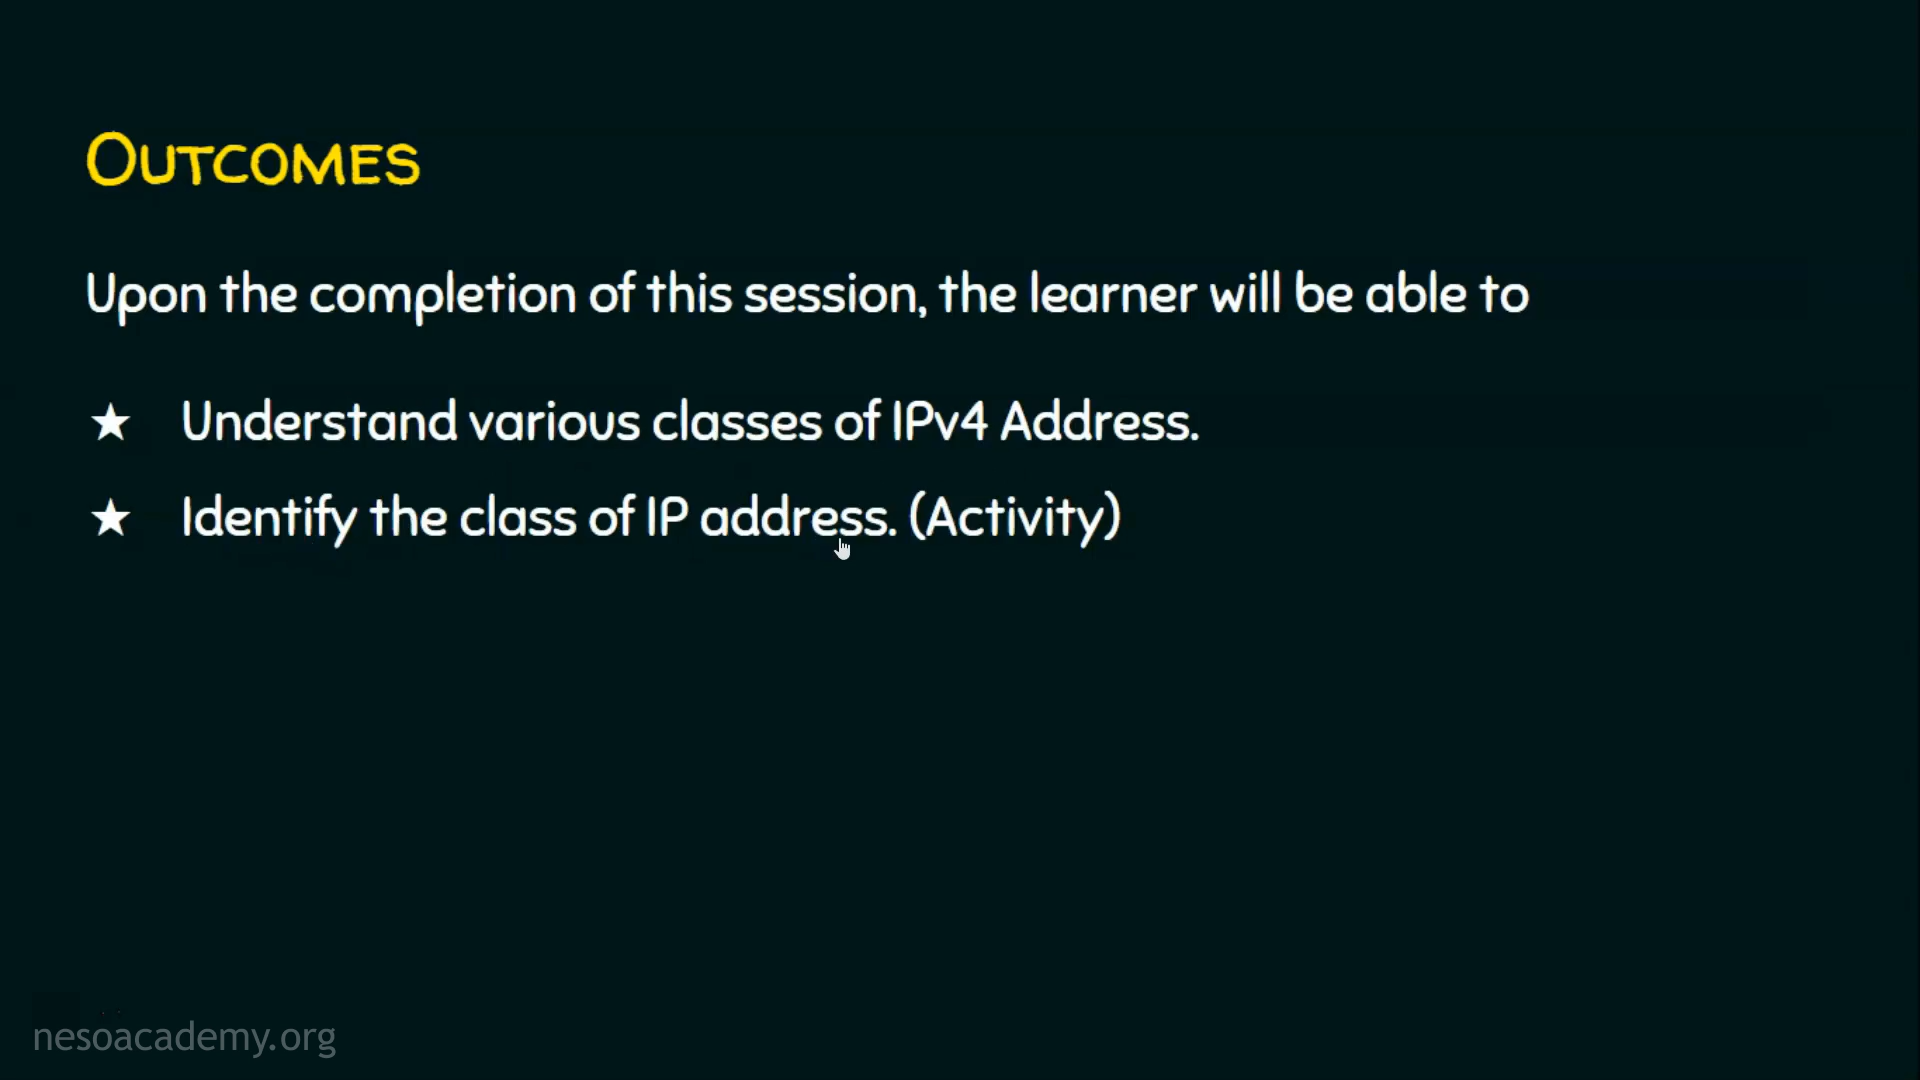 OUTCOMES
Upon the completion of this session, the learner will be able to
★ Understand various classes of IPv4 Address.
★ Identify the class of IP address. (Activity)
nesoacademy.org